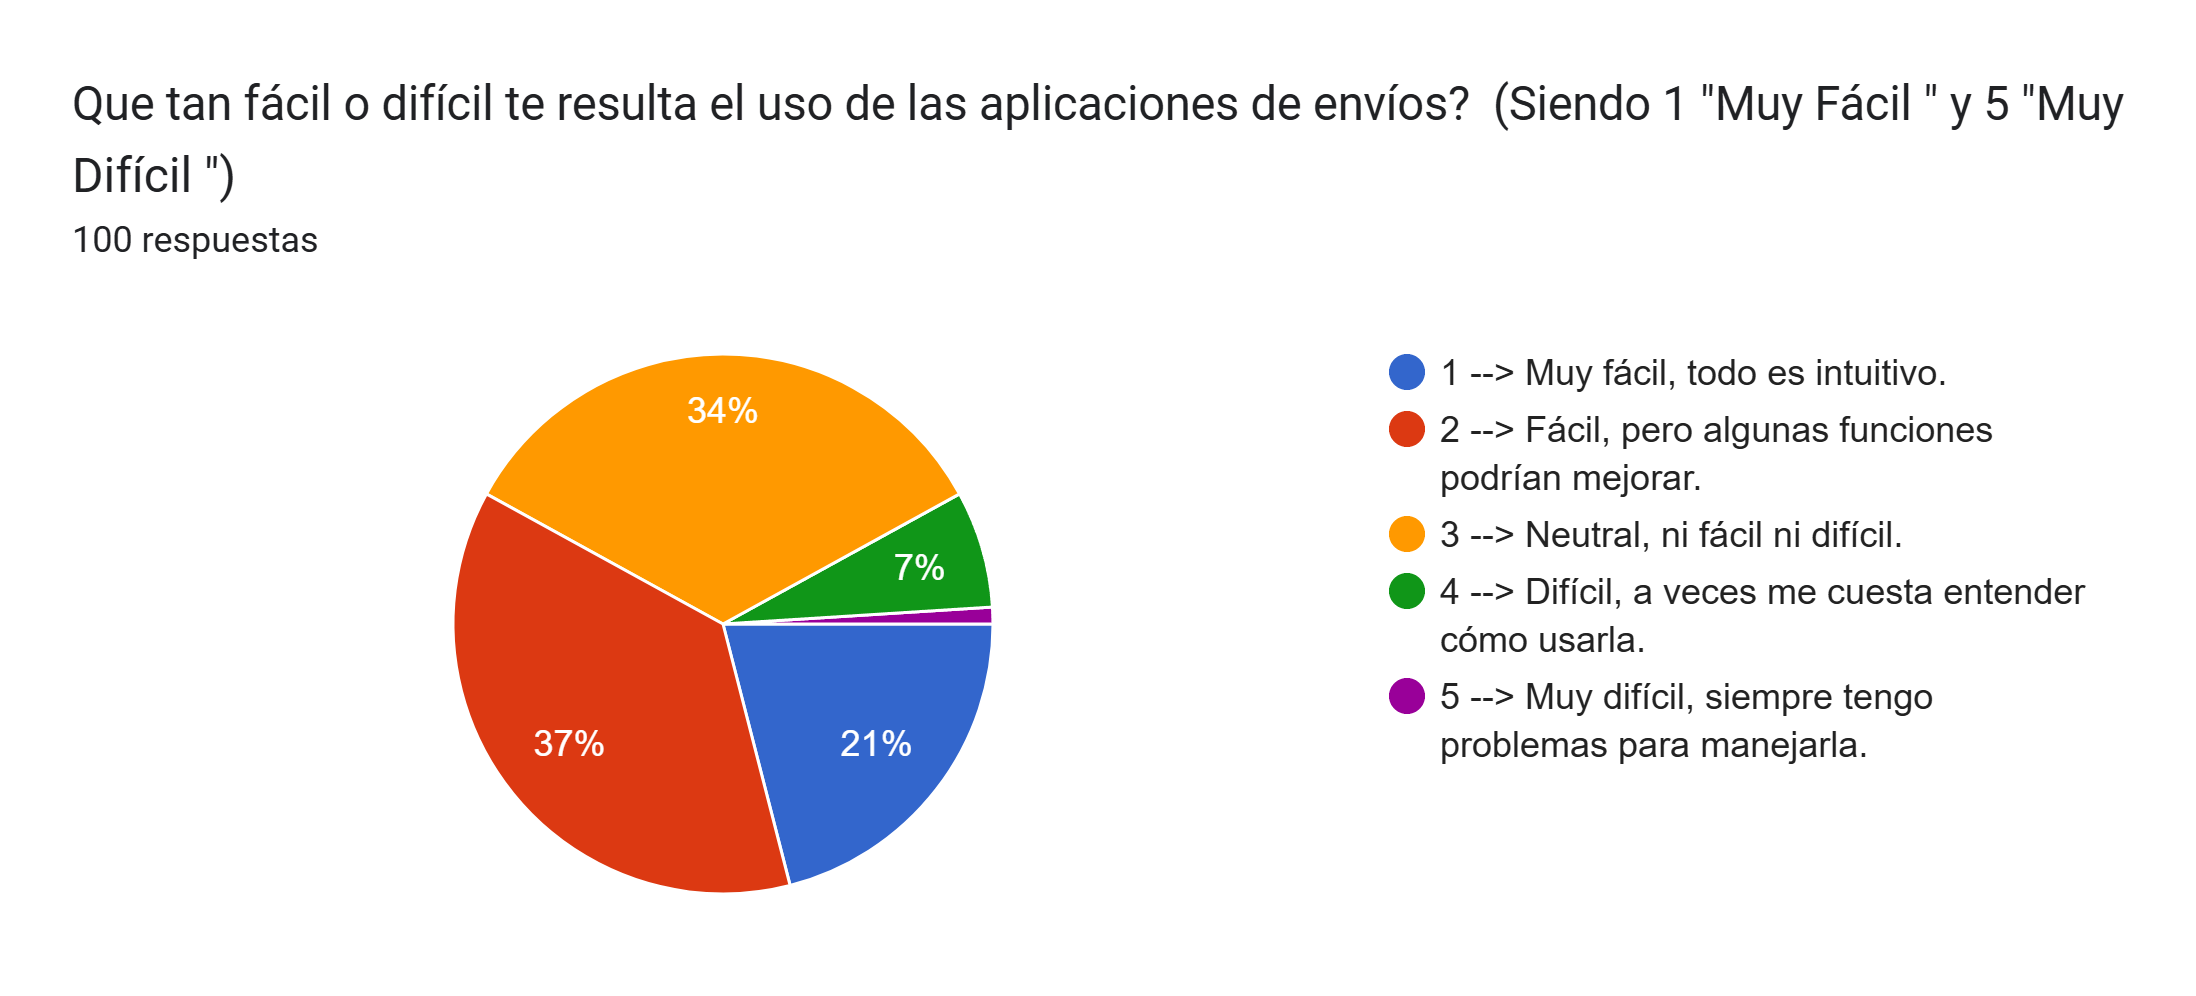 Que tan fácil o difícil te resulta el uso de las aplicaciones de envíos?  (Siendo 1 "Muy Fácil " y 5 "Muy
Difícil ")
100 respuestas
34%
7%
37%
21%
1 --> Muy fácil, todo es intuitivo.
2 --> Fácil, pero algunas funciones
podrían mejorar.
3 --> Neutral, ni fácil ni difícil.
4 --> Difícil, a veces me cuesta entender
cómo usarla.
5 --> Muy difícil, siempre tengo
problemas para manejarla.